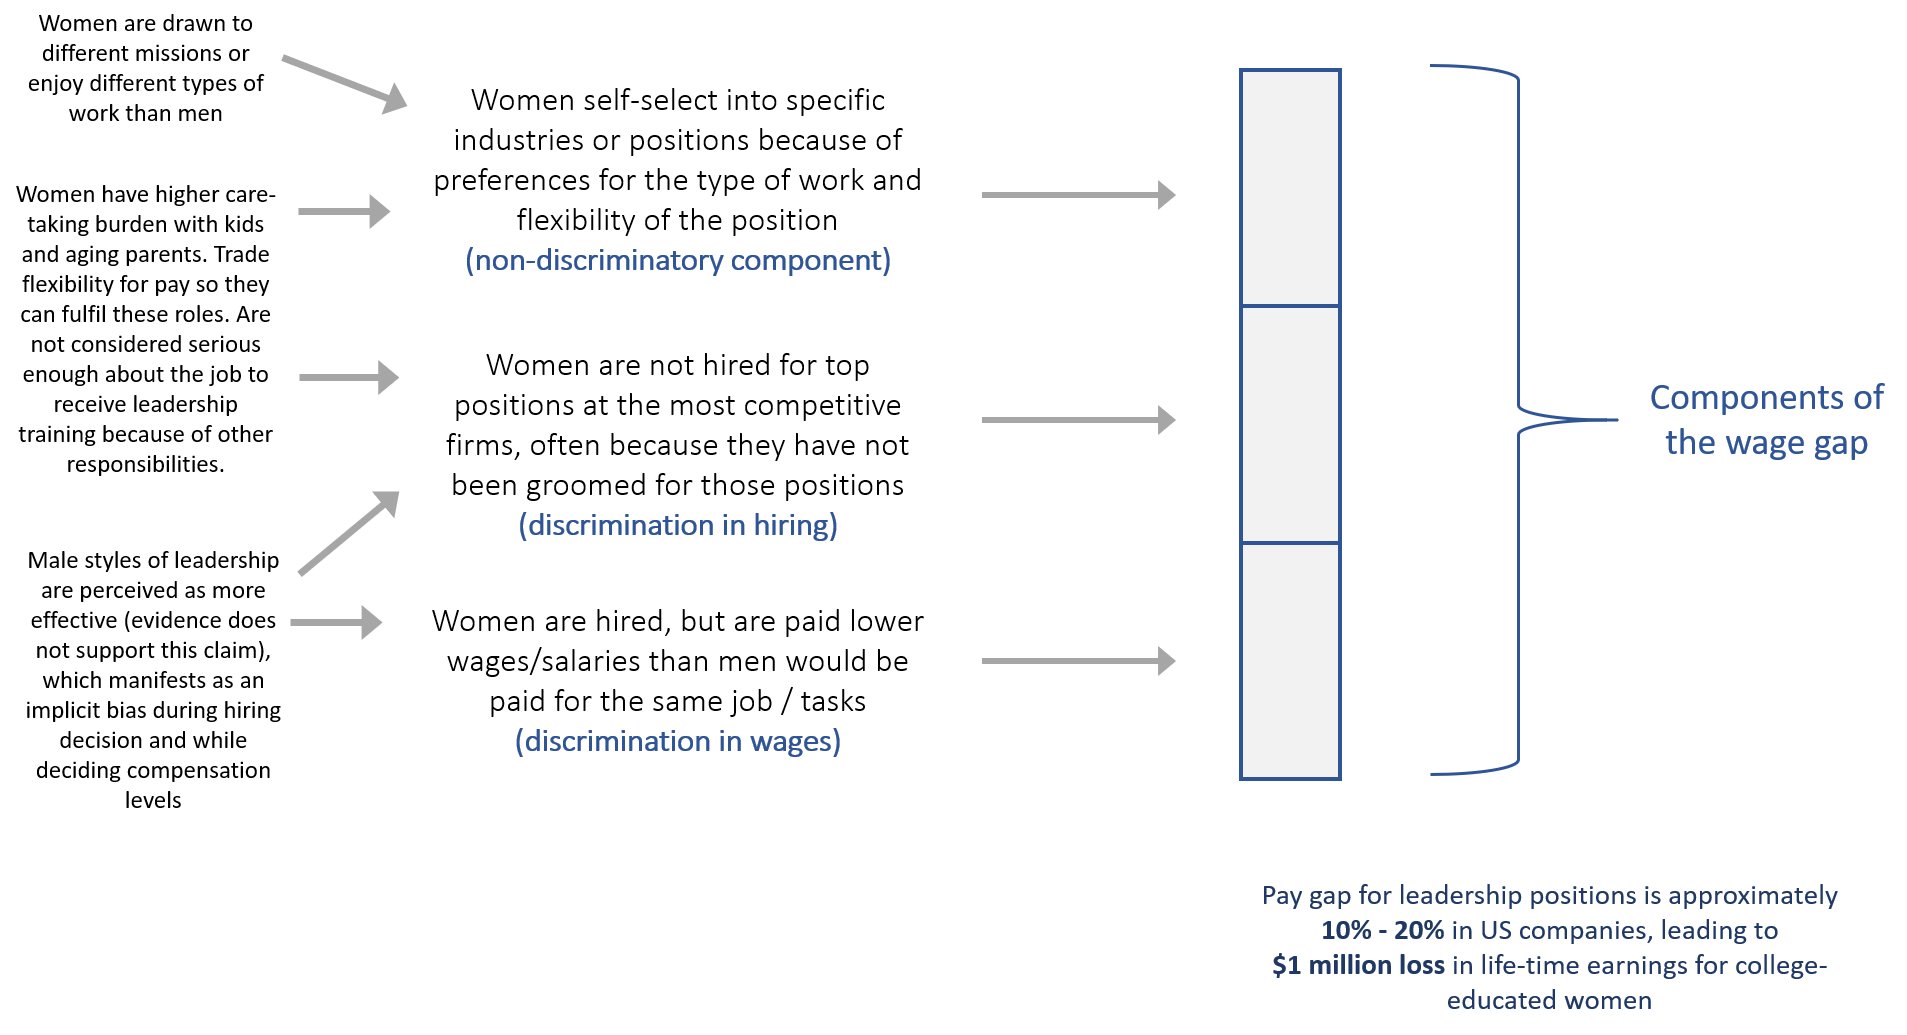 Women are drawn to
different missions or
enjoy different types of
work than men
Women have higher care-
taking burden with kids
and aging parents. Trade
flexibility for pay so they
can fulfil these roles. Are
not considered serious
enough about the job to
receive leadership
training because of other
responsibilities.
Male styles of leadership
are perceived as more
effective (evidence does
not support this claim),
which manifests as an
implicit bias during hiring
decision and while
deciding compensation
levels
Women self-select into specific
industries or positions because of
preferences for the type of work and
flexibility of the position
(non-discriminatory component)
Women are not hired for top
positions at the most competitive
firms, often because they have not
been groomed for those positions
(discrimination in hiring)
Women are hired, but are paid lower
wages/salaries than men would be
paid for the same job / tasks
(discrimination in wages)
Components of
the wage gap
Pay gap for leadership positions is approximately
10% - 20% in US companies, leading to
$1 million loss in life-time earnings for college-
educated women